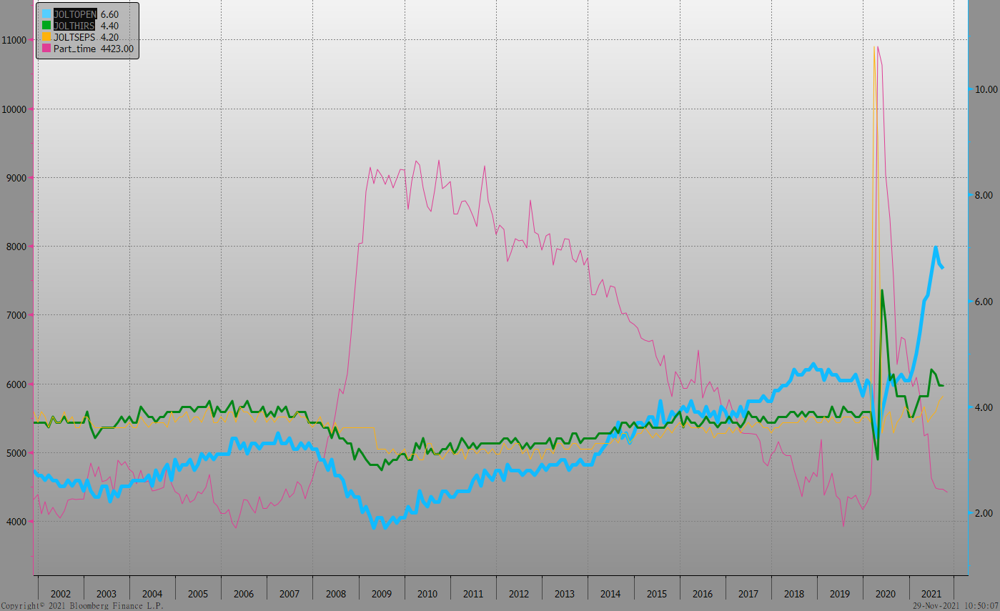 JOLTOPEN 6.60
JOLTHIRS 4.40
JOLTSEPS 4.20
Part_time 4423.00
11000
10000
9000
8000
7000
6000
5000
4000
10.00
8.00
6.00
4.00
2.00
2002 2003 2004 2005 2006 2007 2008 2009 2010 2011 2012 2013 2014 2015 2016 2017 2018 2019 2020 2021
Copyright© 2021 Bloomberg Finance L.P. 29-Nov-2021 10:50:07